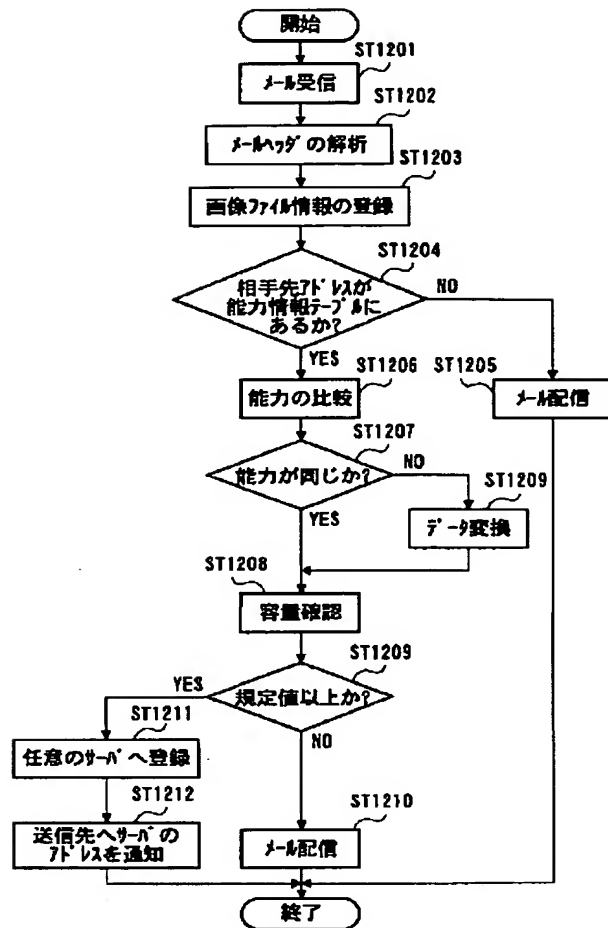 開始
ST1201
メール受信
ST1202
メールヘッダの解析
ST1203
画像ファイル情報の登録
ST1204
相手先アドレスが
能力情報テーブルに
あるか?
NO
YES
ST1206
ST1205
能力の比較
メール配信
ST1207
能力が同じか?
NO
ST1209
YES
データ変換
ST1208
容量確認
ST1209
YES
規定値以上か?
ST1211
NO
任意のサーバへ登録
ST1212
ST1210
送信先へサーバの
アドレスを通知
メール配信
終了